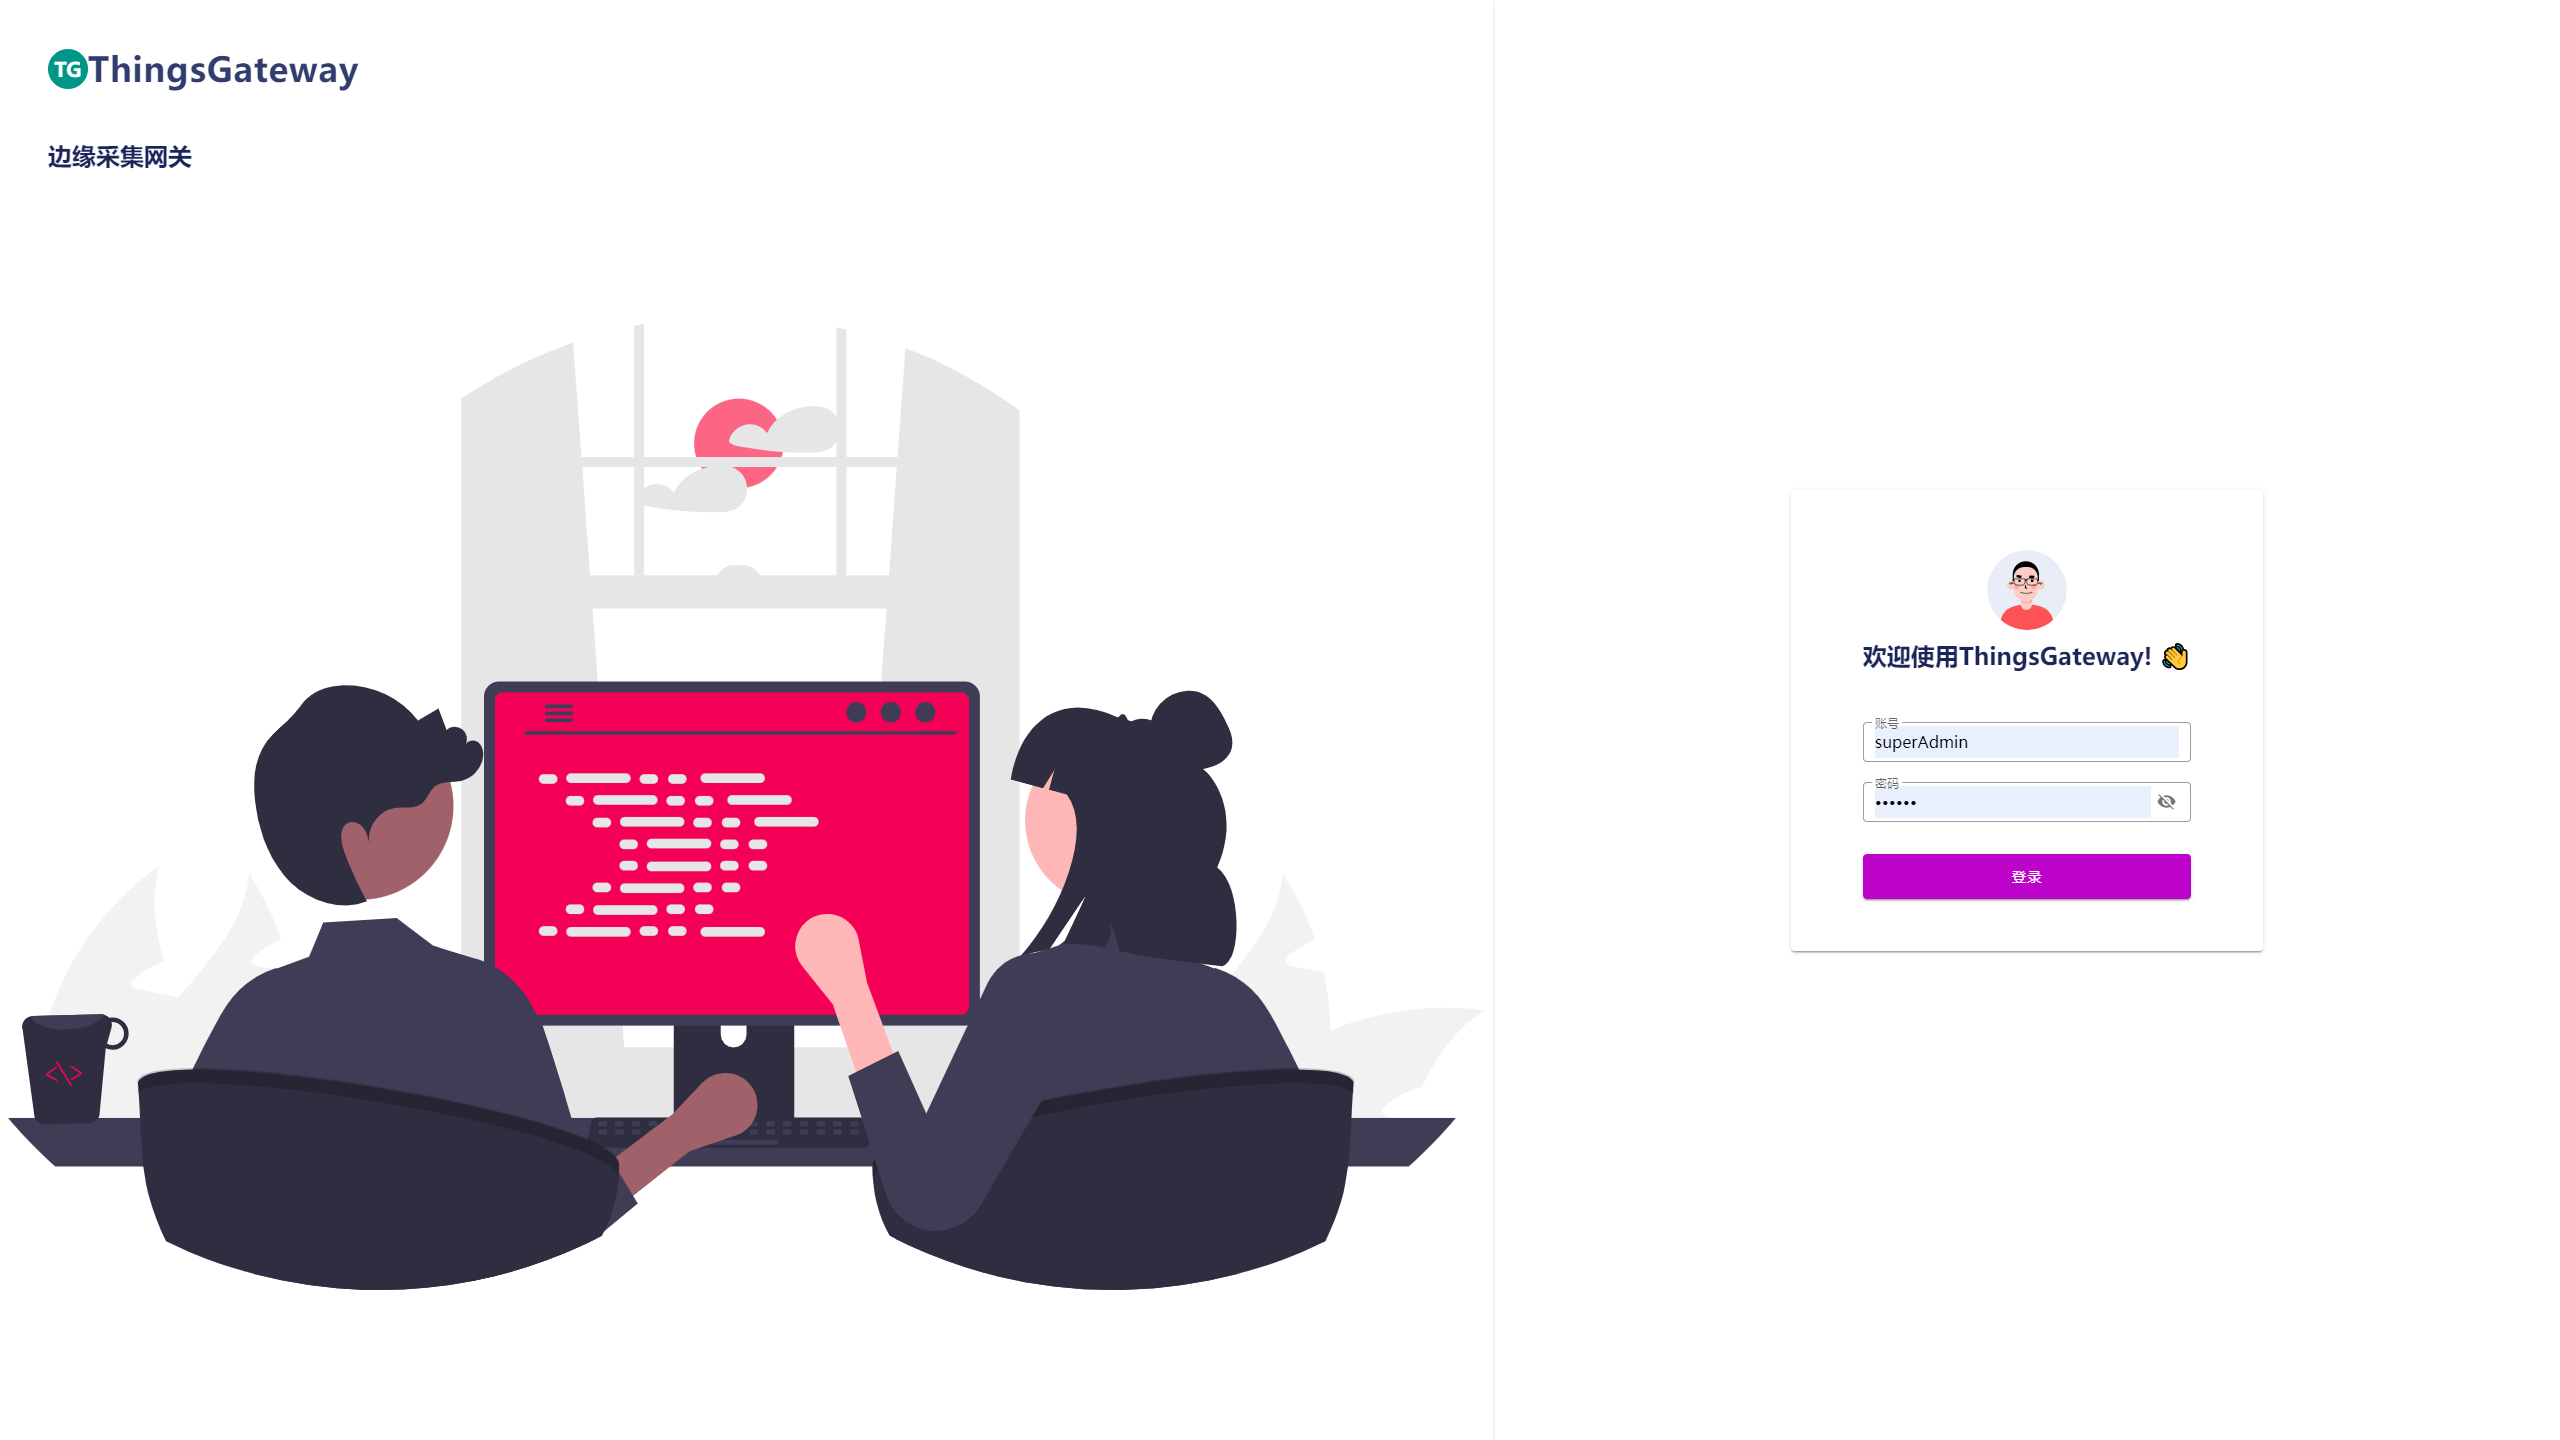 TG ThingsGateway
边缘采集网关
<\>
欢迎使用ThingsGateway! 👏
账号
superAdmin
密码
••••••
登录